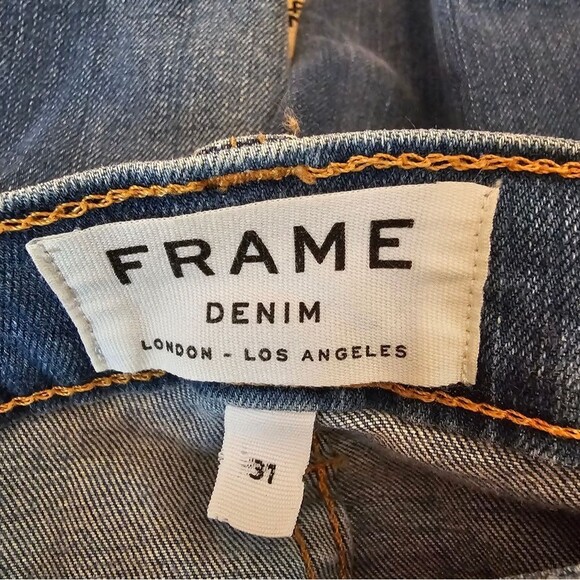 FRAME
DENIM
LONDON - LOS ANGELES
31